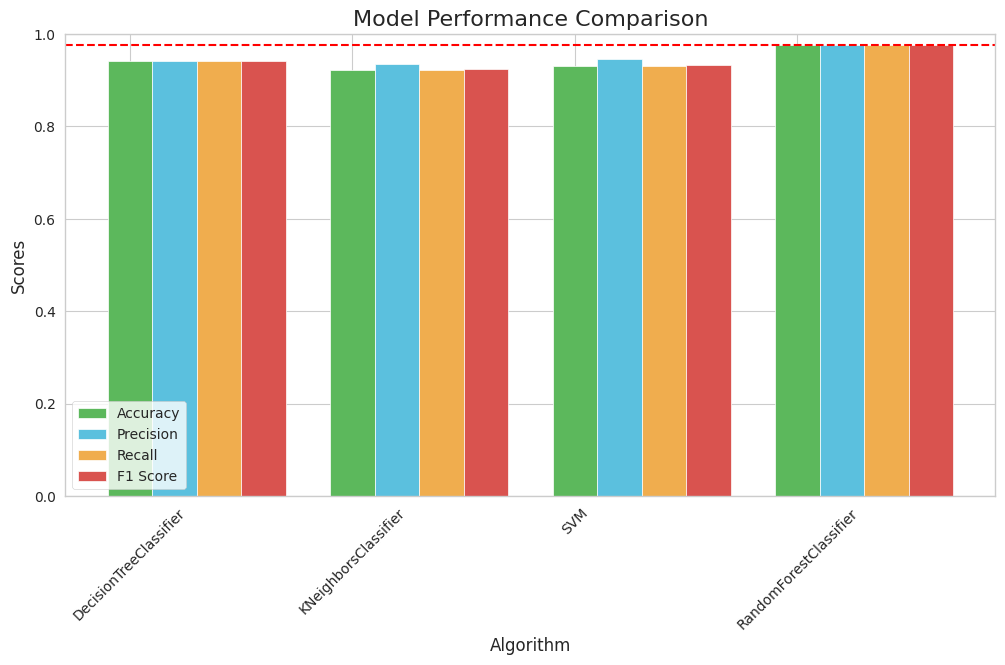 Model Performance Comparison
Scores
1.0
0.8
0.6
0.4
0.2
0.0
Accuracy
Precision
Recall
F1 Score
DecisionTreeClassifier
KNeighborsClassifier
SVM
RandomForestClassifier
Algorithm